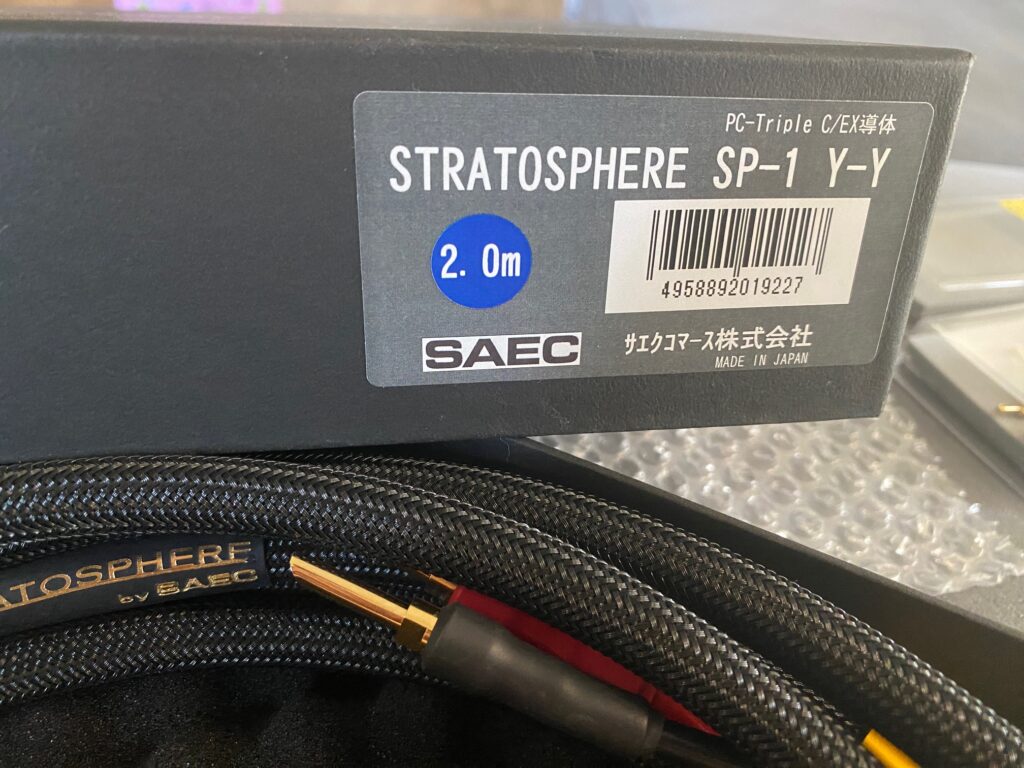 PC-Triple C/EX導体
STRATOSPHERE SP-1 Y-Y
2.0m
4958892019227
SAEC
サエクコマース株式会社
MADE IN JAPAN
ATOSPHERE
by SAEC